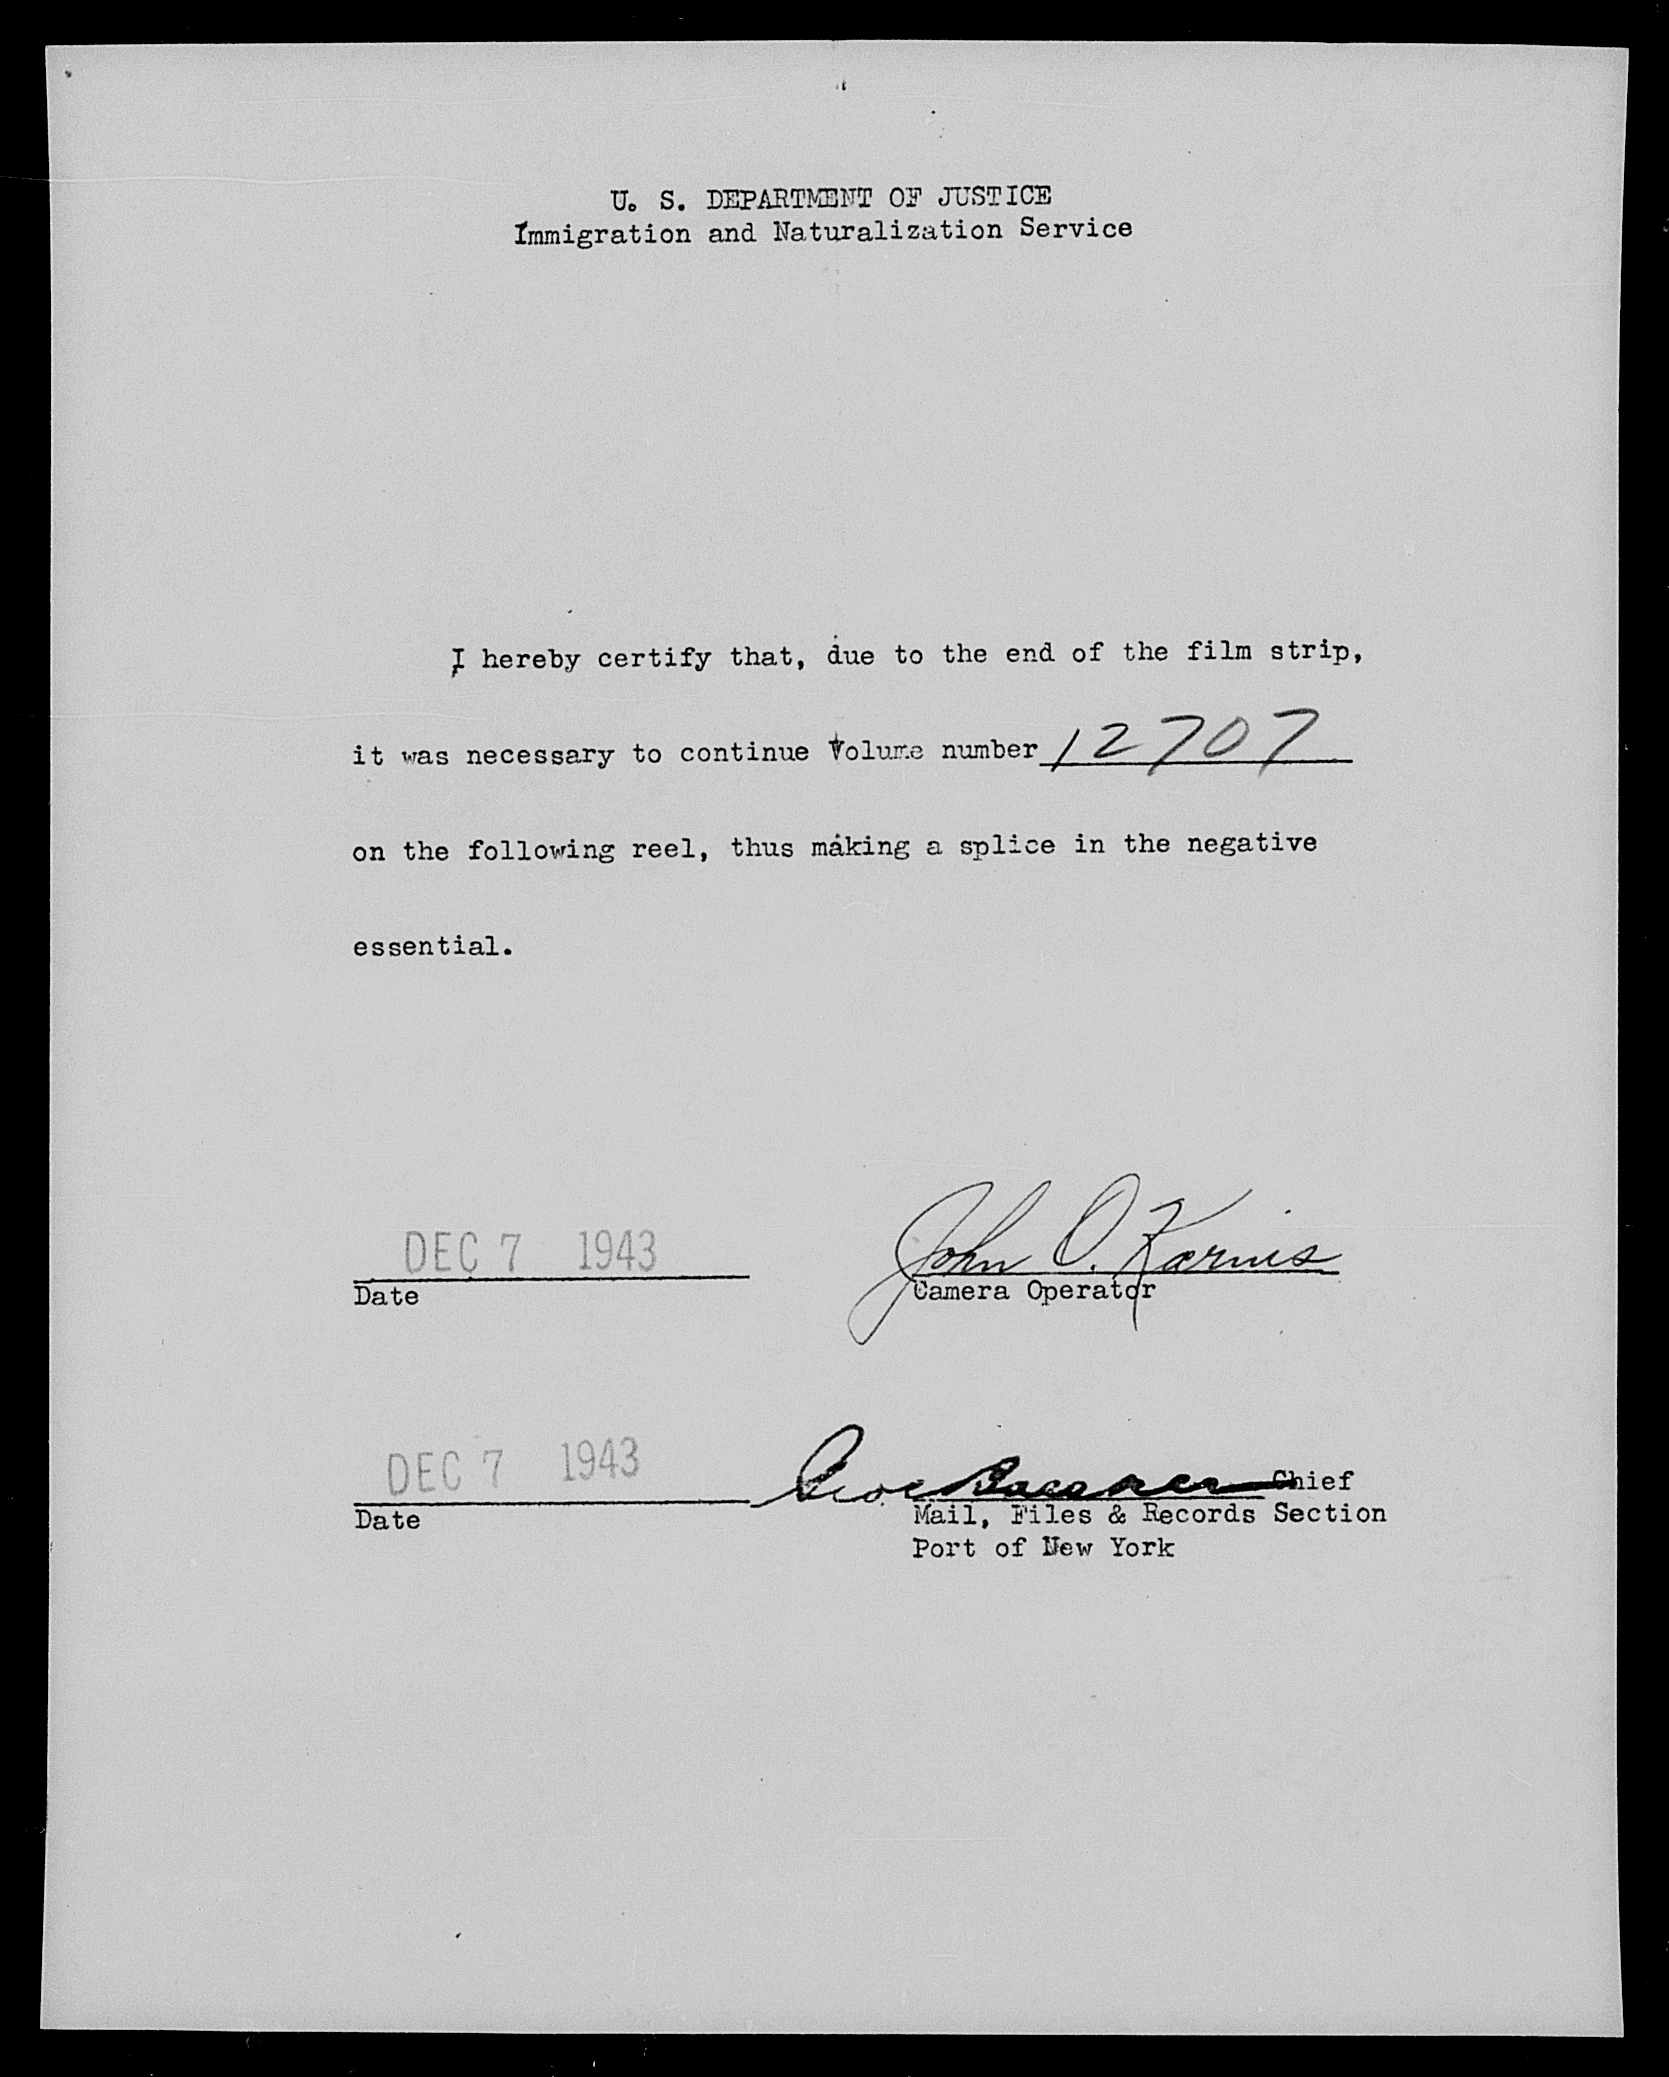 U. S. DEPARTMENT OF JUSTICE
Immigration and Naturalization Service
I hereby certify that, due to the end of the film strip,
it was necessary to continue Volume number 12707
on the following reel, thus making a splice in the negative
essential.
DEC 7 1943 John O. Karnis
Date Camera Operator
DEC 7 1943 Chief
Date Mail, Files & Records Section
Port of New York